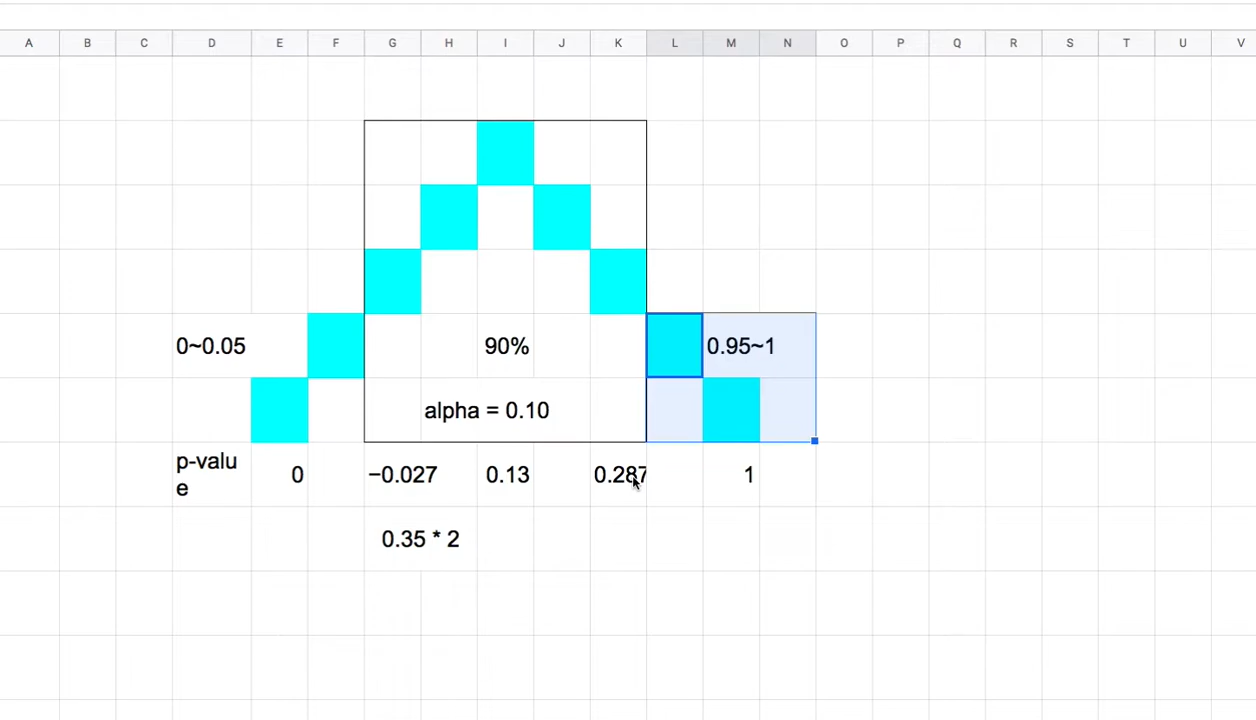 A B C D E F G H I J K L M N O P Q R S T U V
0~0.05 90% 0.95~1
alpha = 0.10
p-valu
e
0 −0.027 0.13 0.287 1
0.35 * 2